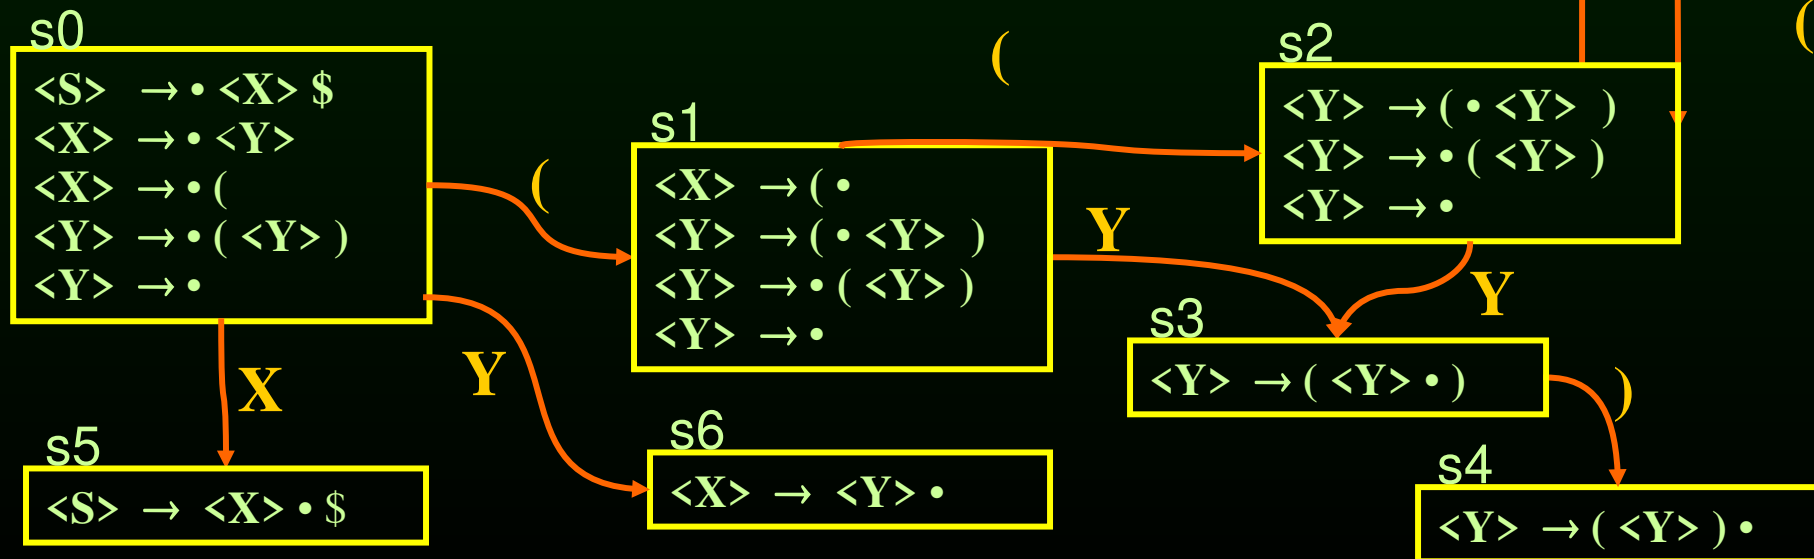 s0
<S> → • <X> $
<X> → • <Y>
<X> → • (
<Y> → • ( <Y> )
<Y> → •
(
s1
<X> → ( •
<Y> → ( • <Y> )
<Y> → • ( <Y> )
<Y> → •
(
s2
<Y> → ( • <Y> )
<Y> → • ( <Y> )
<Y> → •
(
Y
Y
s3
<Y> → ( <Y> • )
)
X
Y
s5
<S> → <X> • $
s6
<X> → <Y> •
s4
<Y> → ( <Y> ) •